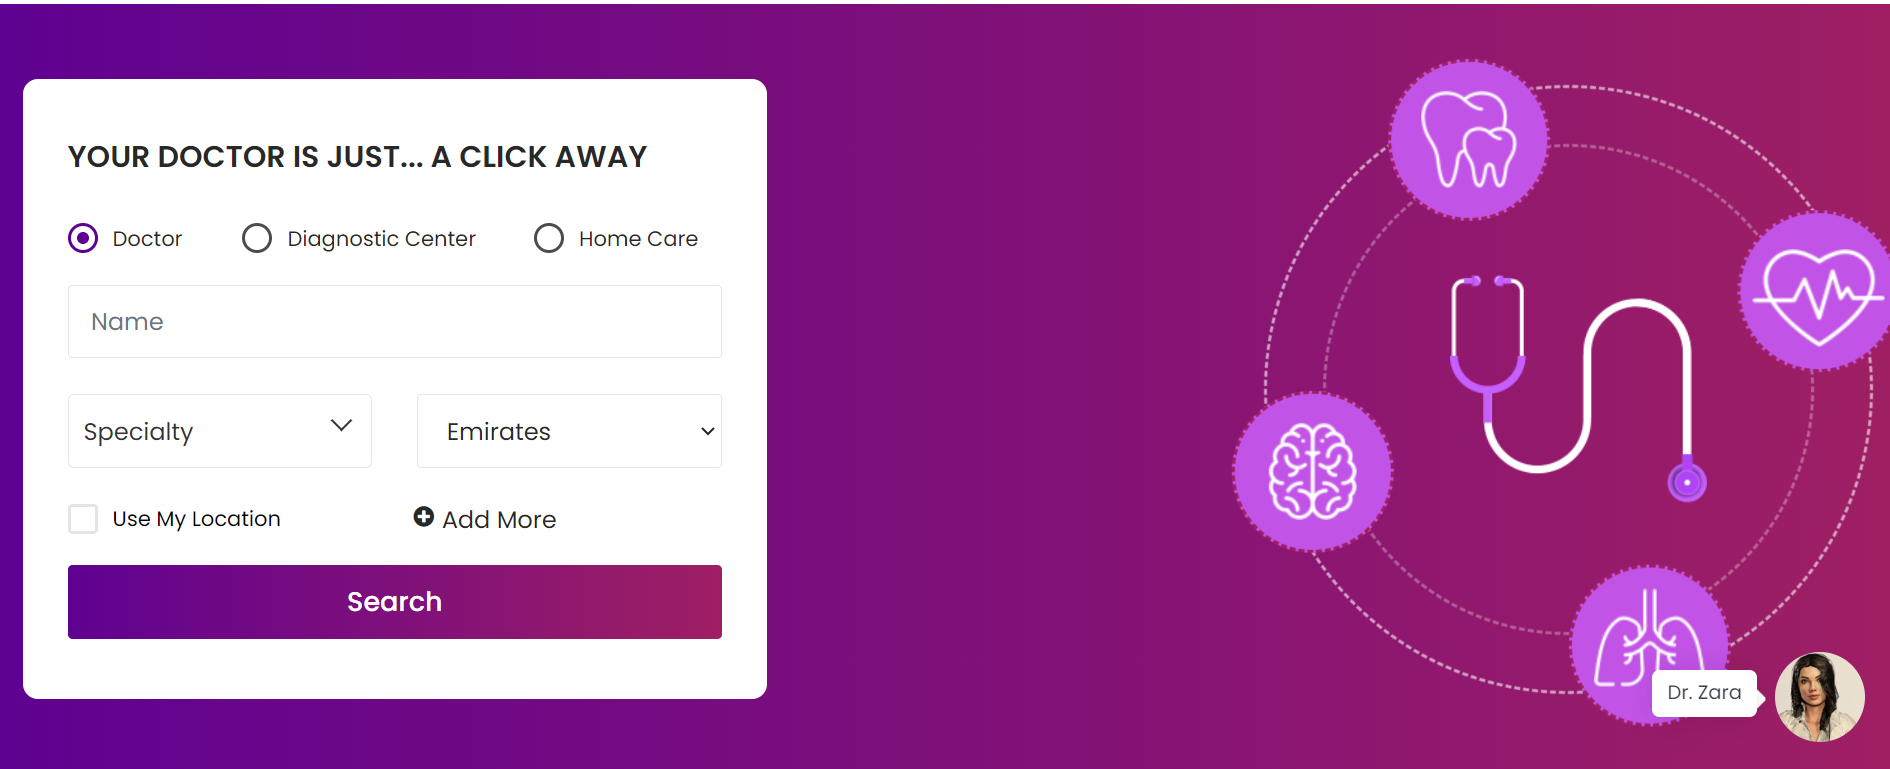 YOUR DOCTOR IS JUST... A CLICK AWAY
Doctor Diagnostic Center Home Care
Name
Specialty Emirates
Use My Location Add More
Search
Dr. Zara